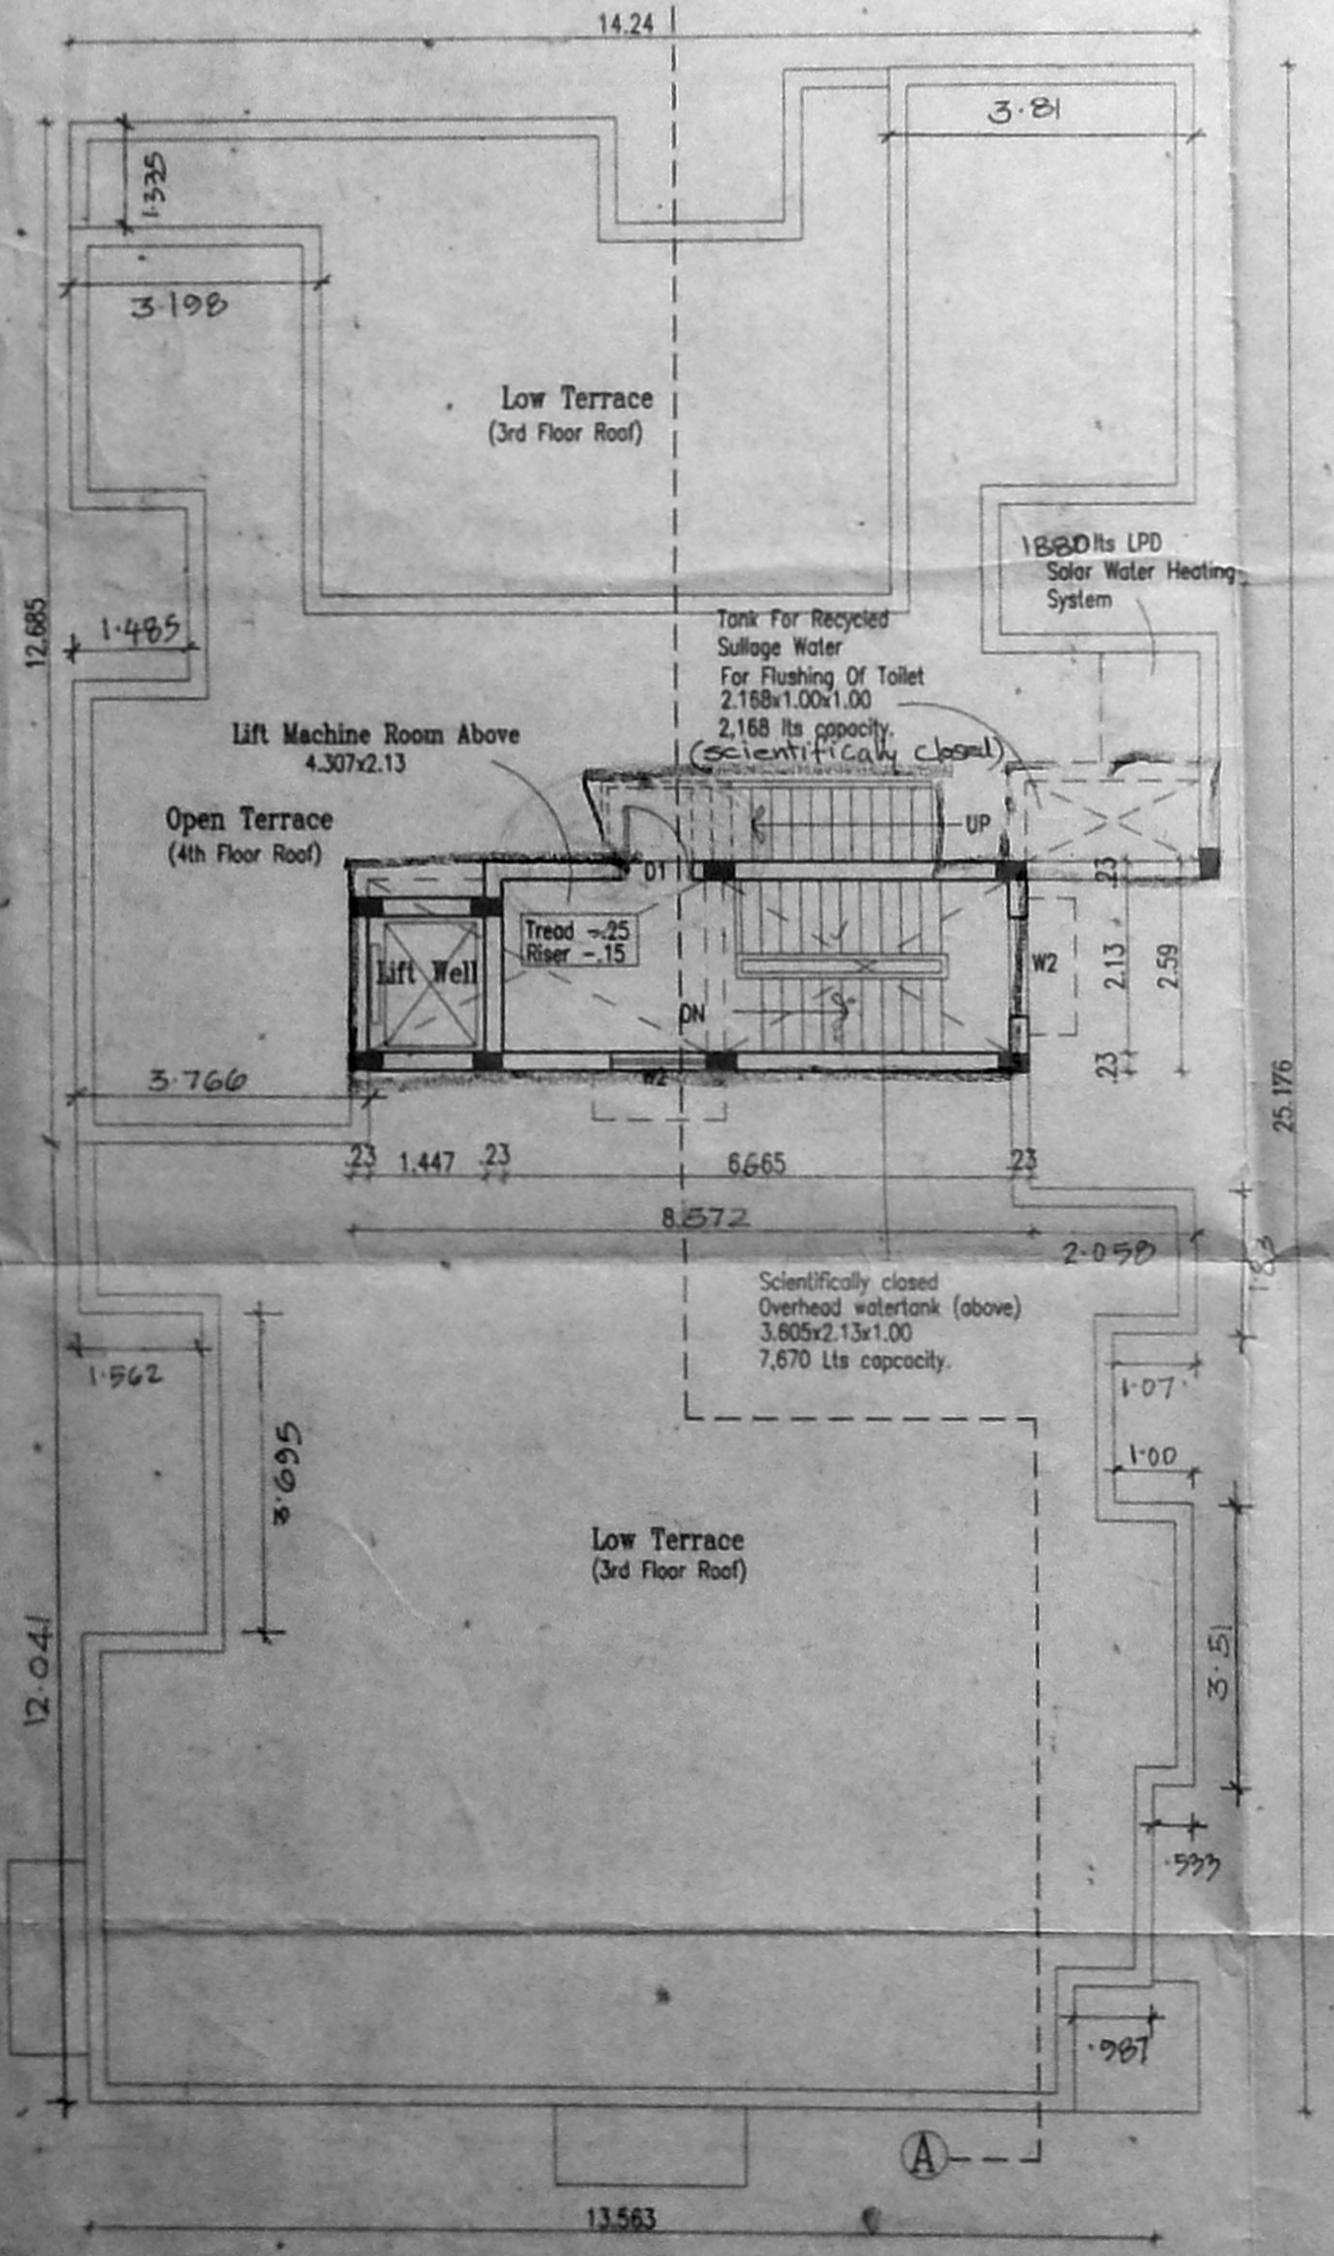 14.24
3.81
1.335
3.198
Low Terrace
(3rd Floor Roof)
1880 lts LPD
Solar Water Heating
System
12.685
1.485
Tank For Recycled
Sullage Water
For Flushing Of Toilet
2.168x1.00x1.00
2,168 lts capacity.
(scientifically closed)
Lift Machine Room Above
4.307x2.13
Open Terrace
(4th Floor Roof)
UP
D1
.23
Tread -.25
Riser -.15
Lift Well
W2
2.13
2.59
DN
.23
W2
3.766
25.176
.23
1.447
.23
6.665
.23
8.572
2.058
1.83
Scientifically closed
Overhead watertank (above)
3.605x2.13x1.00
7,670 Lts capcacity.
1.562
1.07
3.695
1.00
Low Terrace
(3rd Floor Roof)
12.041
3.51
.533
.987
A
13.563